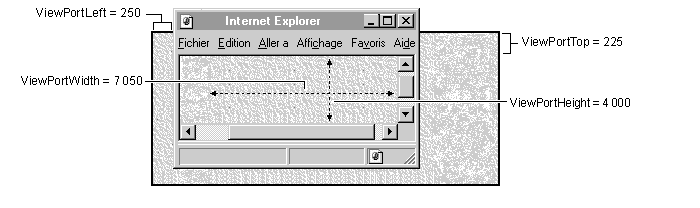 ViewPortLeft = 250
Internet Explorer
Fichier Edition Aller a Affichage Favoris Aide
ViewPortTop = 225
ViewPortWidth = 7 050
ViewPortHeight = 4 000